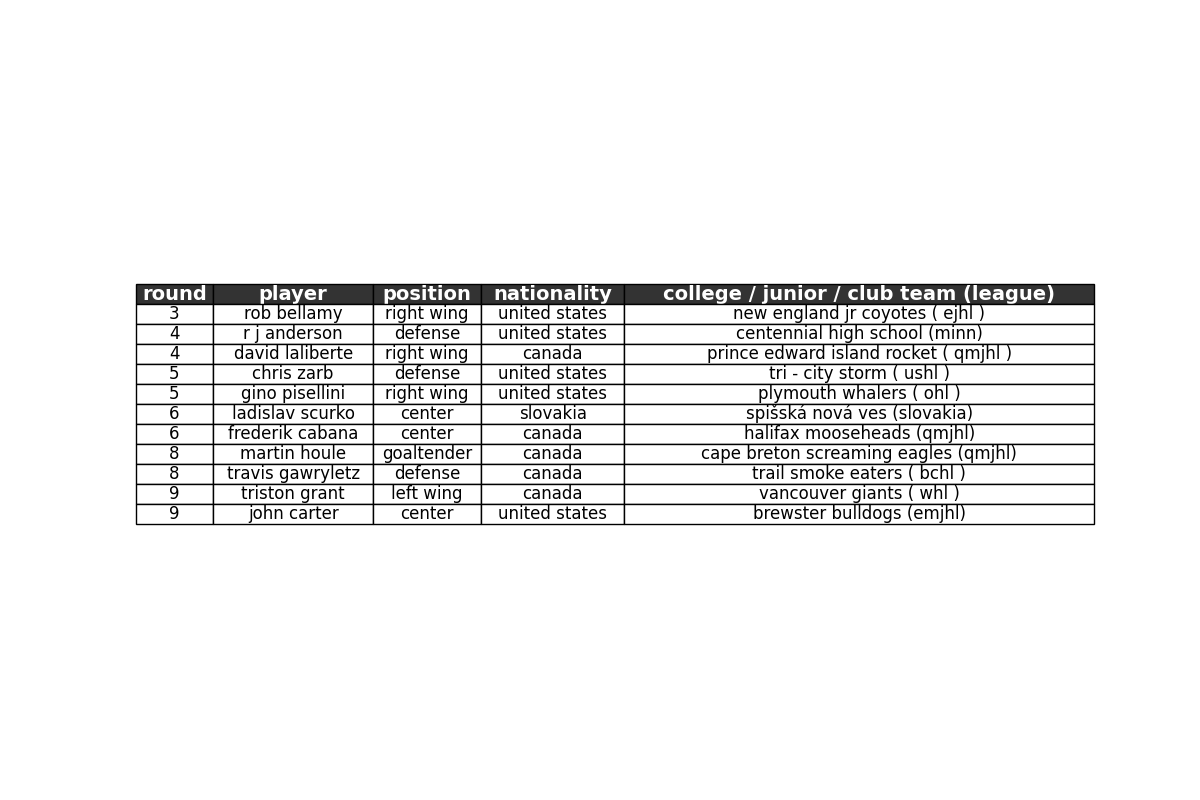 round player position nationality college / junior / club team (league)
3 rob bellamy right wing united states new england jr coyotes ( ejhl )
4 r j anderson defense united states centennial high school (minn)
4 david laliberte right wing canada prince edward island rocket ( qmjhl )
5 chris zarb defense united states tri - city storm ( ushl )
5 gino pisellini right wing united states plymouth whalers ( ohl )
6 ladislav scurko center slovakia spišská nová ves (slovakia)
6 frederik cabana center canada halifax mooseheads (qmjhl)
8 martin houle goaltender canada cape breton screaming eagles (qmjhl)
8 travis gawryletz defense canada trail smoke eaters ( bchl )
9 triston grant left wing canada vancouver giants ( whl )
9 john carter center united states brewster bulldogs (emjhl)